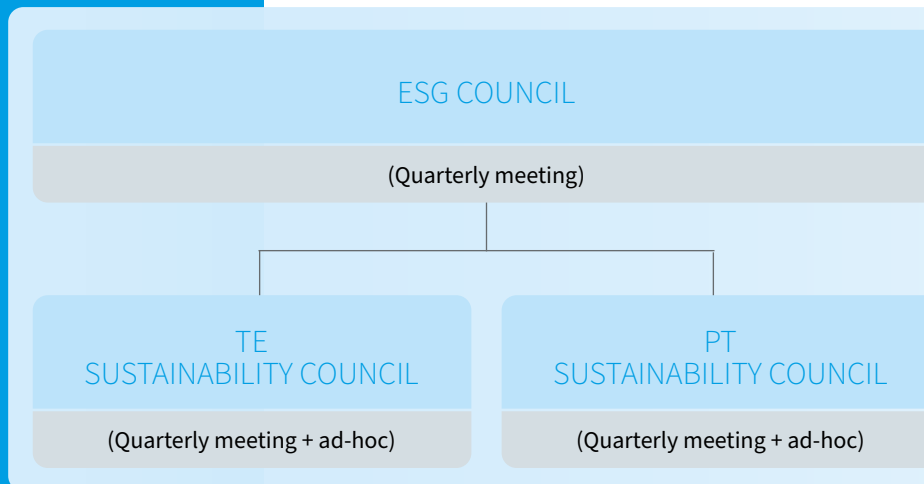 ESG COUNCIL
(Quarterly meeting)
TE
SUSTAINABILITY COUNCIL
(Quarterly meeting + ad-hoc)
PT
SUSTAINABILITY COUNCIL
(Quarterly meeting + ad-hoc)